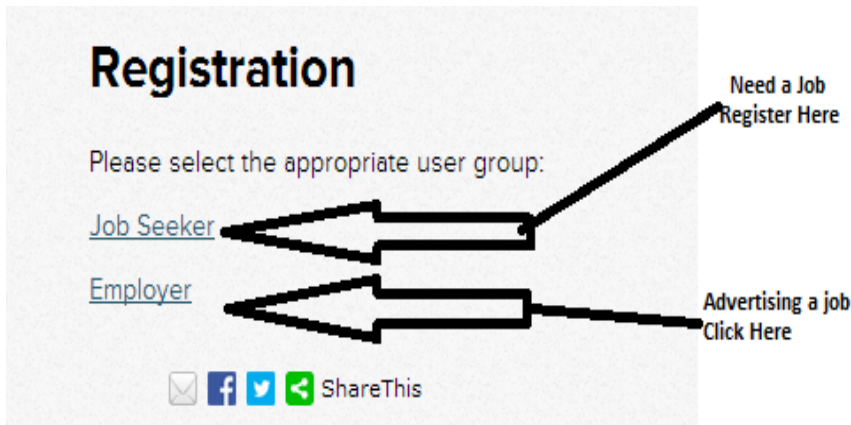 Registration
Need a Job
Register Here
Please select the appropriate user group:
Job Seeker
Employer
Advertising a job
Click Here
ShareThis